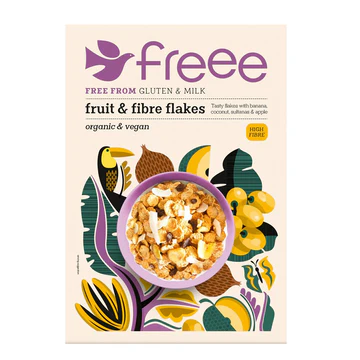 freee
FREE FROM GLUTEN & MILK
fruit & fibre flakes
Tasty flakes with banana,
coconut, sultanas & apple
organic & vegan
HIGH
FIBRE